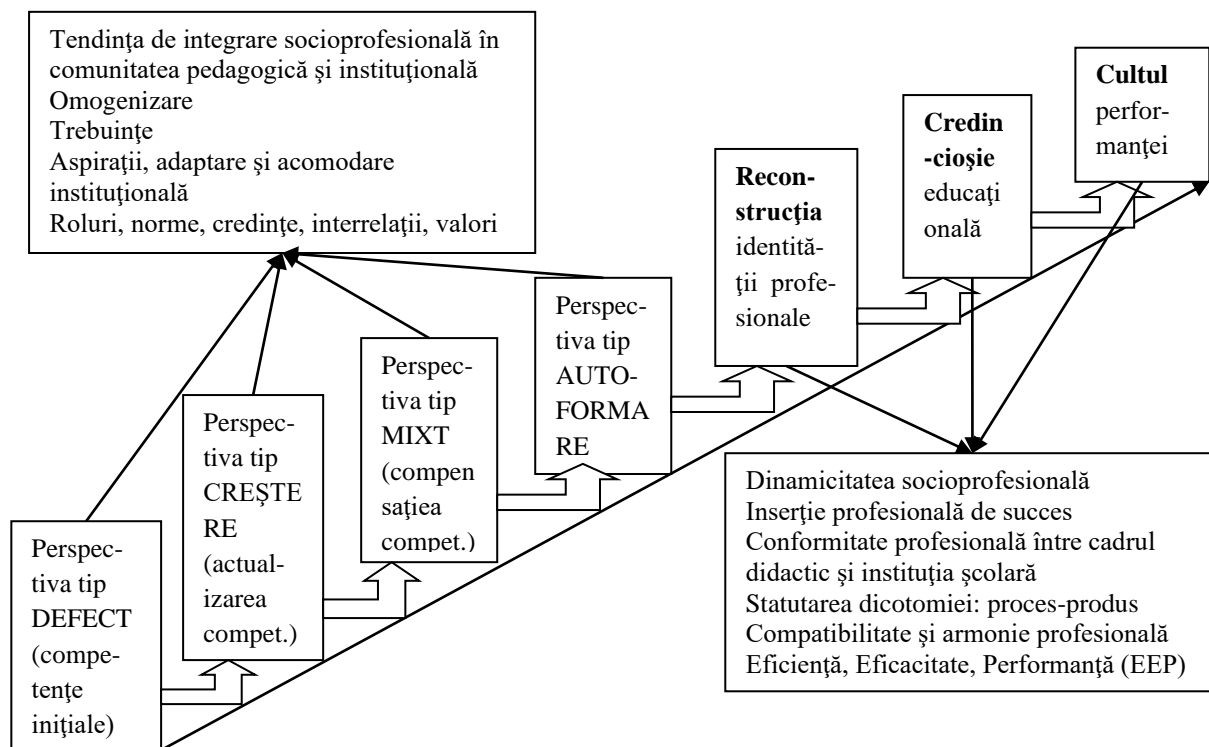 Tendinţa de integrare socioprofesională în
comunitatea pedagogică şi instituţională
Omogenizare
Trebuinţe
Aspiraţii, adaptare şi acomodare
instituţională
Roluri, norme, credinţe, interrelaţii, valori
Cultul
perfor-
manţei
Credin
-cioşie
educaţi
onală
Recon-
strucţia
identită-
ţii profe-
sionale
Perspec-
tiva tip
AUTO-
FORMA
RE
Perspec-
tiva tip
MIXT
(compen
saţiea
compet.)
Perspec-
tiva tip
CREŞTE
RE
(actual-
izarea
compet.)
Perspec-
tiva tip
DEFECT
(compe-
tenţe
iniţiale)
Dinamicitatea socioprofesională
Inserţie profesională de succes
Conformitate profesională între cadrul
didactic şi instituţia şcolară
Statutarea dicotomiei: proces-produs
Compatibilitate şi armonie profesională
Eficienţă, Eficacitate, Performanţă (EEP)